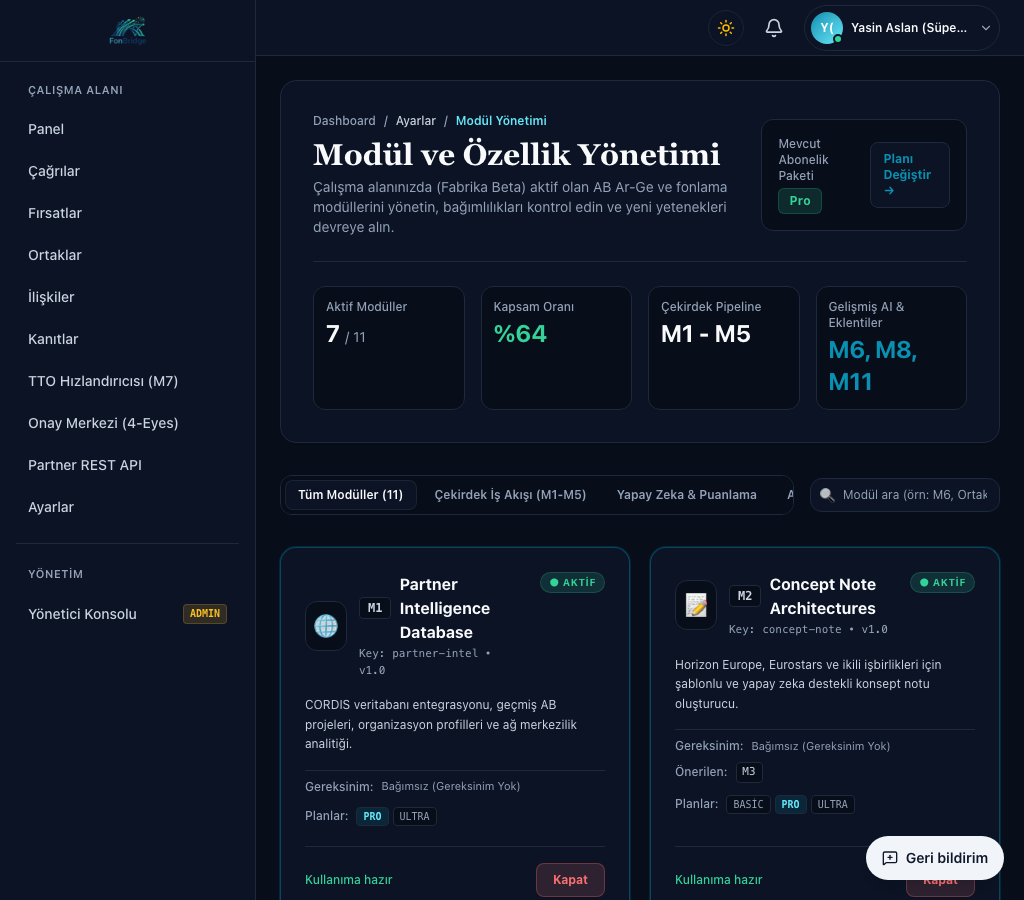 FonBridge
ÇALIŞMA ALANI
Panel
Çağrılar
Fırsatlar
Ortaklar
İlişkiler
Kanıtlar
TTO Hızlandırıcısı (M7)
Onay Merkezi (4-Eyes)
Partner REST API
Ayarlar
YÖNETİM
Yönetici Konsolu ADMIN
Y( Yasin Aslan (Süpe...
Dashboard / Ayarlar / Modül Yönetimi
Modül ve Özellik Yönetimi
Çalışma alanınızda (Fabrika Beta) aktif olan AB Ar-Ge ve fonlama
modüllerini yönetin, bağımlılıkları kontrol edin ve yeni yetenekleri
devreye alın.
Mevcut
Abonelik
Paketi
Pro
Planı
Değiştir
→
Aktif Modüller
7 / 11
Kapsam Oranı
%64
Çekirdek Pipeline
M1 - M5
Gelişmiş AI &
Eklentiler
M6, M8,
M11
Tüm Modüller (11) Çekirdek İş Akışı (M1-M5) Yapay Zeka & Puanlama
Modül ara (örn: M6, Ortak
M1 Partner
Intelligence
Database
AKTİF
Key: partner-intel •
v1.0
CORDIS veritabanı entegrasyonu, geçmiş AB
projeleri, organizasyon profilleri ve ağ merkezilik
analitiği.
Gereksinim: Bağımsız (Gereksinim Yok)
Planlar: PRO ULTRA
Kullanıma hazır Kapat
M2 Concept Note
Architectures
AKTİF
Key: concept-note • v1.0
Horizon Europe, Eurostars ve ikili işbirlikleri için
şablonlu ve yapay zeka destekli konsept notu
oluşturucu.
Gereksinim: Bağımsız (Gereksinim Yok)
Önerilen: M3
Planlar: BASIC PRO ULTRA
Kullanıma hazır Kapat
Geri bildirim